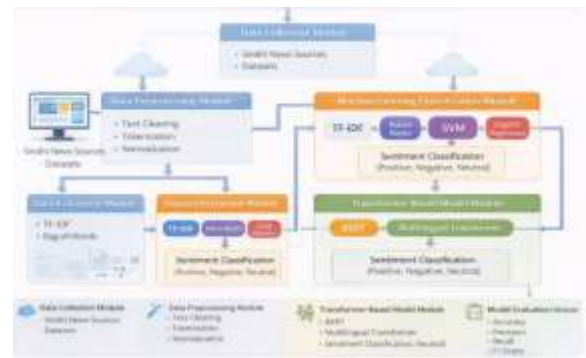 Data Collection Module
• Sindhi News Sources
• Datasets
Data Preprocessing Module
• Text Cleaning
• Tokenization
• Normalization
Sindhi News Sources
Datasets
Machine Learning Classification Module
TF-IDF
SVM
Sentiment Classification
(Positive, Negative, Neutral)
Module
• TF-IDF
• Bag-of-Words
Module
TF-IDF
Sentiment Classification
(Positive, Negative, Neutral)
Transformer-Based Model Module
BERT
Multilingual Transformer
Sentiment Classification
(Positive, Negative, Neutral)
Data Collection Module
• Sindhi News Sources
Datasets
Data Preprocessing Module
• Text Cleaning
• Tokenization
• Normalization
Transformer-Based Model Module
• BERT
• Multilingual Transformer
• Sentiment Classification, Neutral)
Model Evaluation
• Accuracy
• Precision
• Recall